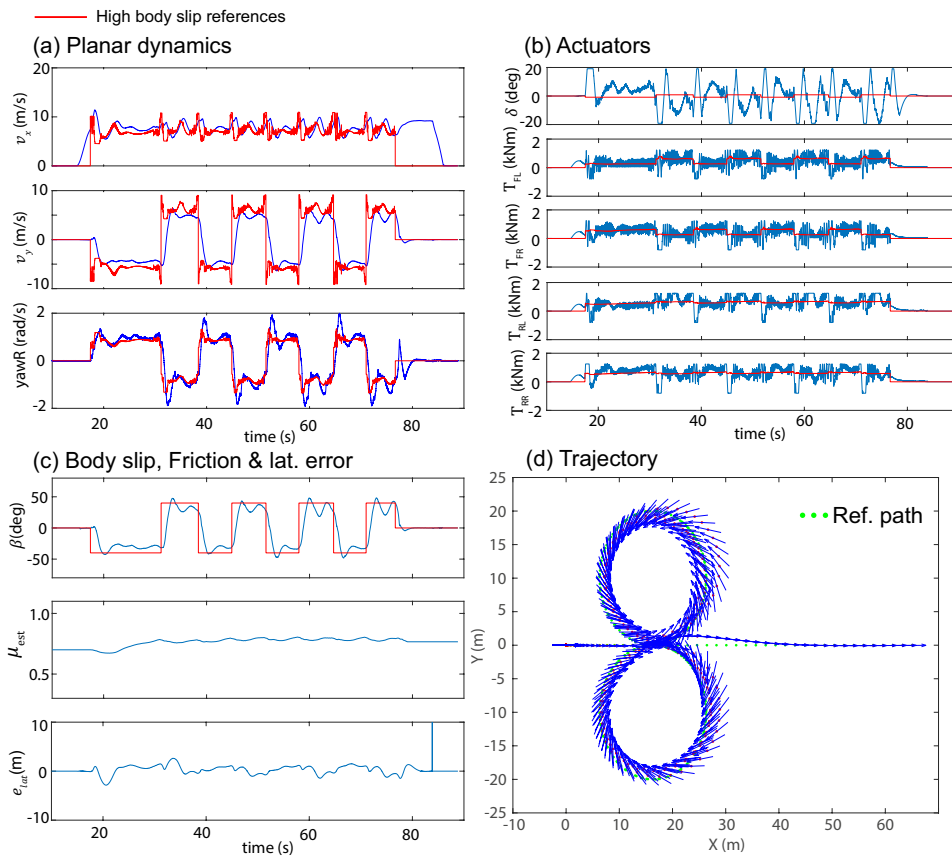 High body slip references
(a) Planar dynamics
20
10
0
v_x (m/s)
10
0
-10
v_y (m/s)
2
0
-2
yawR (rad/s)
20 40 60 80
time (s)
(b) Actuators
20
0
-20
δ (deg)
2
0
-2
T_FL (kNm)
2
0
-2
T_FR (kNm)
2
0
-2
T_RL (kNm)
2
0
-2
T_RR (kNm)
20 40 60 80
time (s)
(c) Body slip, Friction & lat. error
50
0
-50
β(deg)
1.0
0.5
μ_est
10
0
-10
e_lat(m)
20 40 60 80
time (s)
(d) Trajectory
Ref. path
25
20
15
10
5
0
-5
-10
-15
-20
-25
Y (m)
-10 0 10 20 30 40 50 60
X (m)